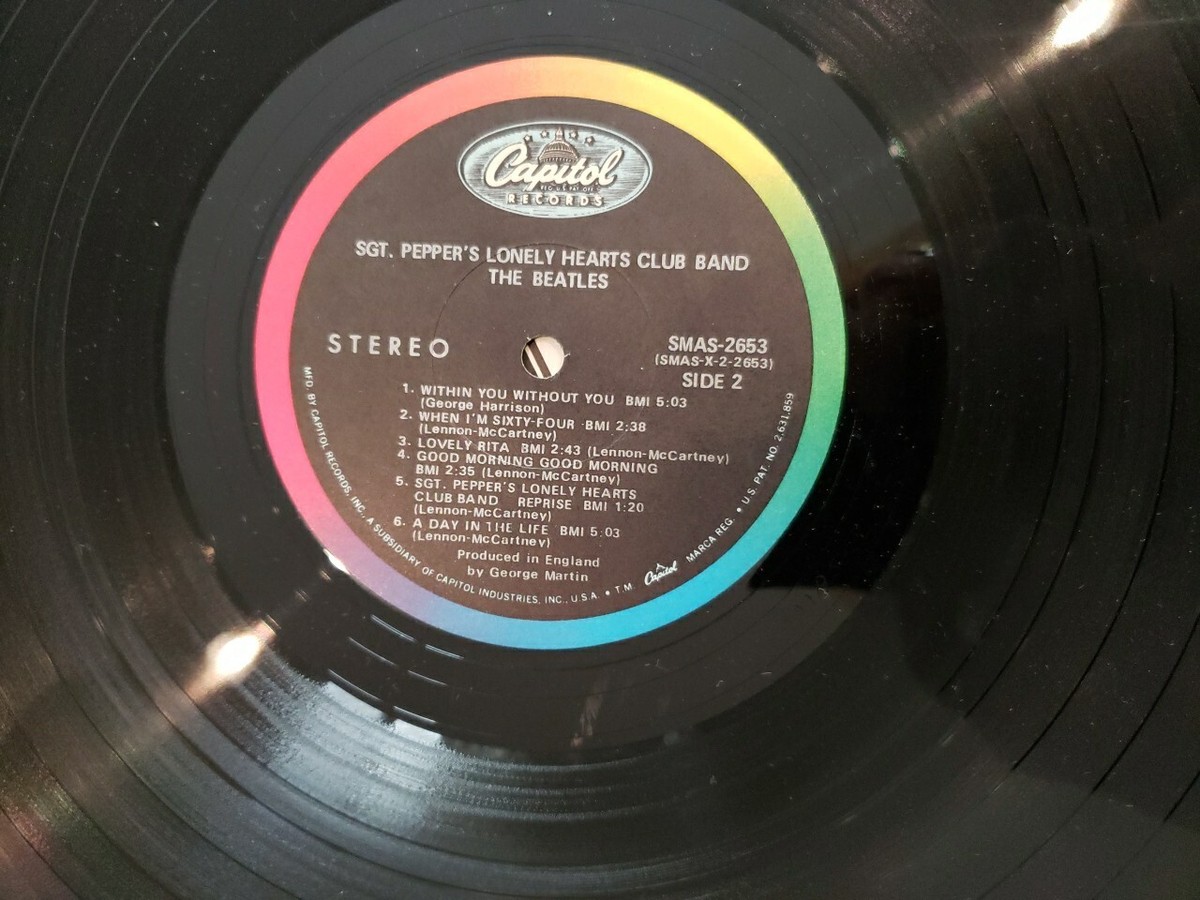 Capitol
REG. U.S. PAT. OFF.
RECORDS
SGT. PEPPER'S LONELY HEARTS CLUB BAND
THE BEATLES
STEREO
SMAS-2653
(SMAS-X-2-2653)
SIDE 2
1. WITHIN YOU WITHOUT YOU BMI 5:03
(George Harrison)
2. WHEN I'M SIXTY-FOUR BMI 2:38
(Lennon-McCartney)
3. LOVELY RITA BMI 2:43 (Lennon-McCartney)
4. GOOD MORNING GOOD MORNING
BMI 2:35 (Lennon-McCartney)
5. SGT. PEPPER'S LONELY HEARTS
CLUB BAND REPRISE BMI 1:20
(Lennon-McCartney)
6. A DAY IN THE LIFE BMI 5:03
(Lennon-McCartney)
Produced in England
by George Martin
MFD. BY CAPITOL RECORDS, INC., A SUBSIDIARY OF CAPITOL INDUSTRIES, INC., U.S.A. • T.M. Capitol MARCA REG. • U.S. PAT. NO. 2,631,859